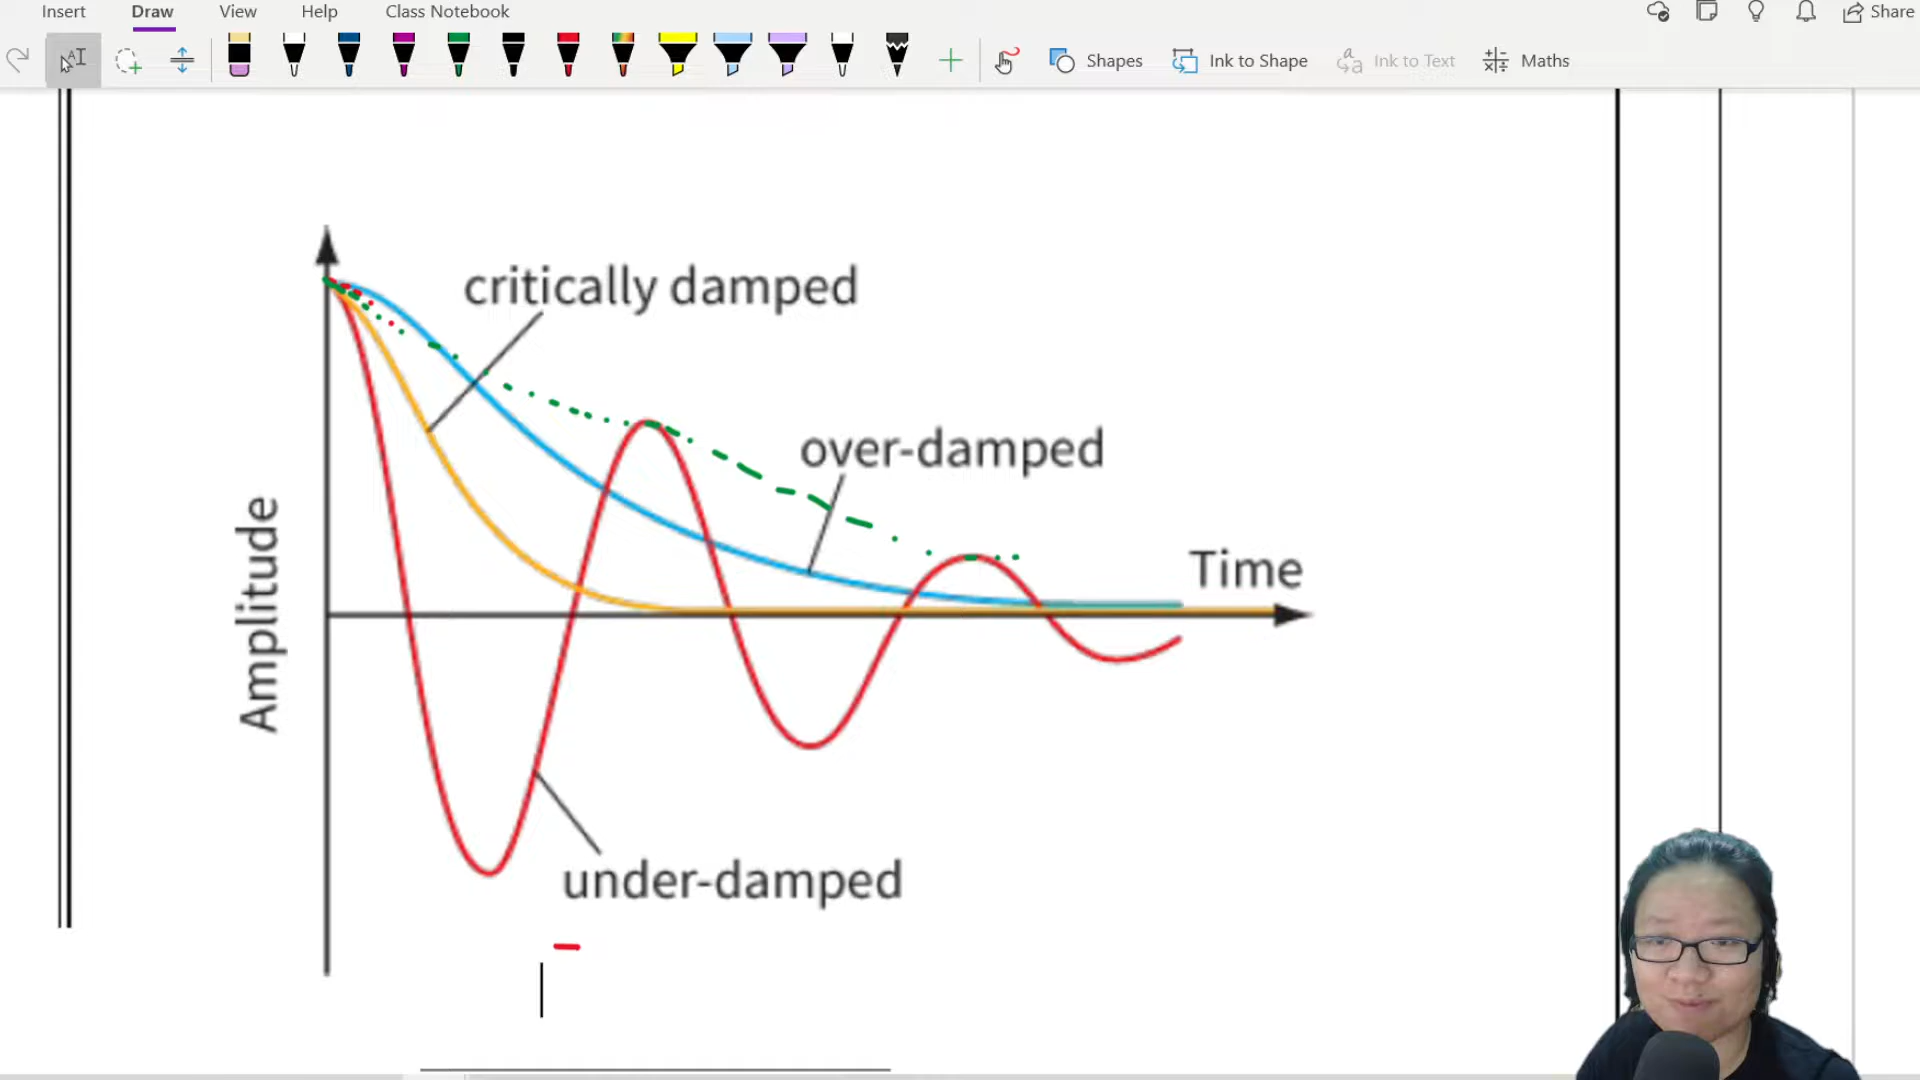 Insert Draw View Help Class Notebook Share
Shapes Ink to Shape Ink to Text Maths
critically damped
over-damped
Time
Amplitude
under-damped